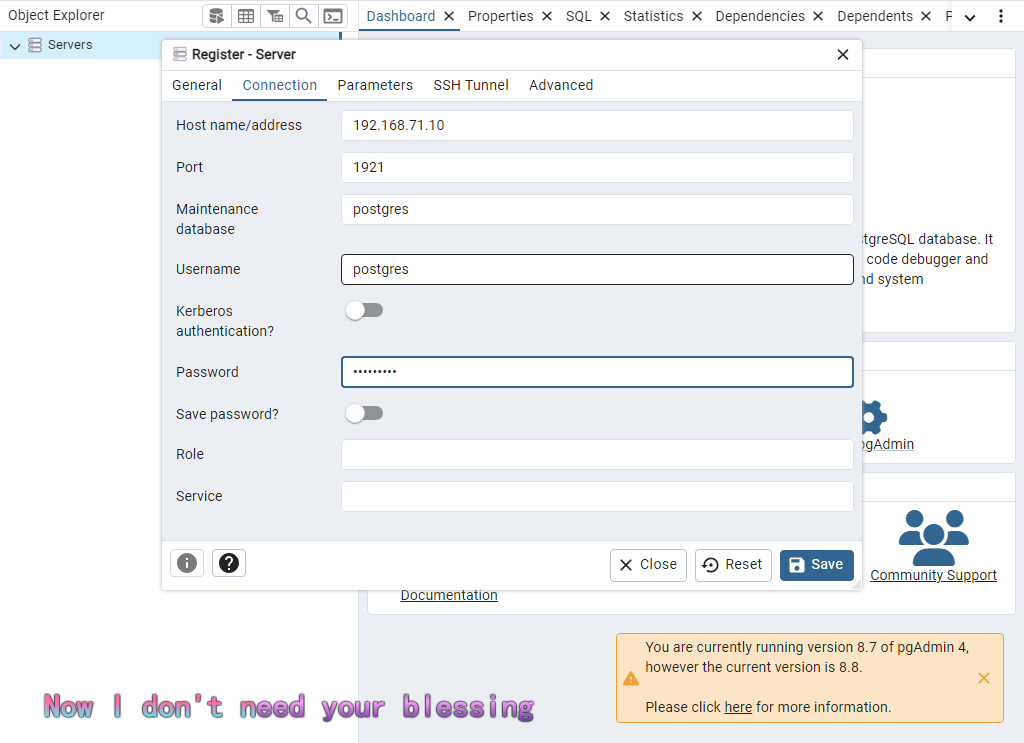 Object Explorer
Dashboard
Properties
SQL
Statistics
Dependencies
Dependents
Servers
Register - Server
General
Connection
Parameters
SSH Tunnel
Advanced
Host name/address
192.168.71.10
Port
1921
Maintenance
database
postgres
Username
postgres
Kerberos
authentication?
Password
•••••••••
Save password?
Role
Service
Close
Reset
Save
tgreSQL database. It
code debugger and
nd system
pgAdmin
Community Support
Documentation
You are currently running version 8.7 of pgAdmin 4,
however the current version is 8.8.
Please click here for more information.
Now I don't need your blessing